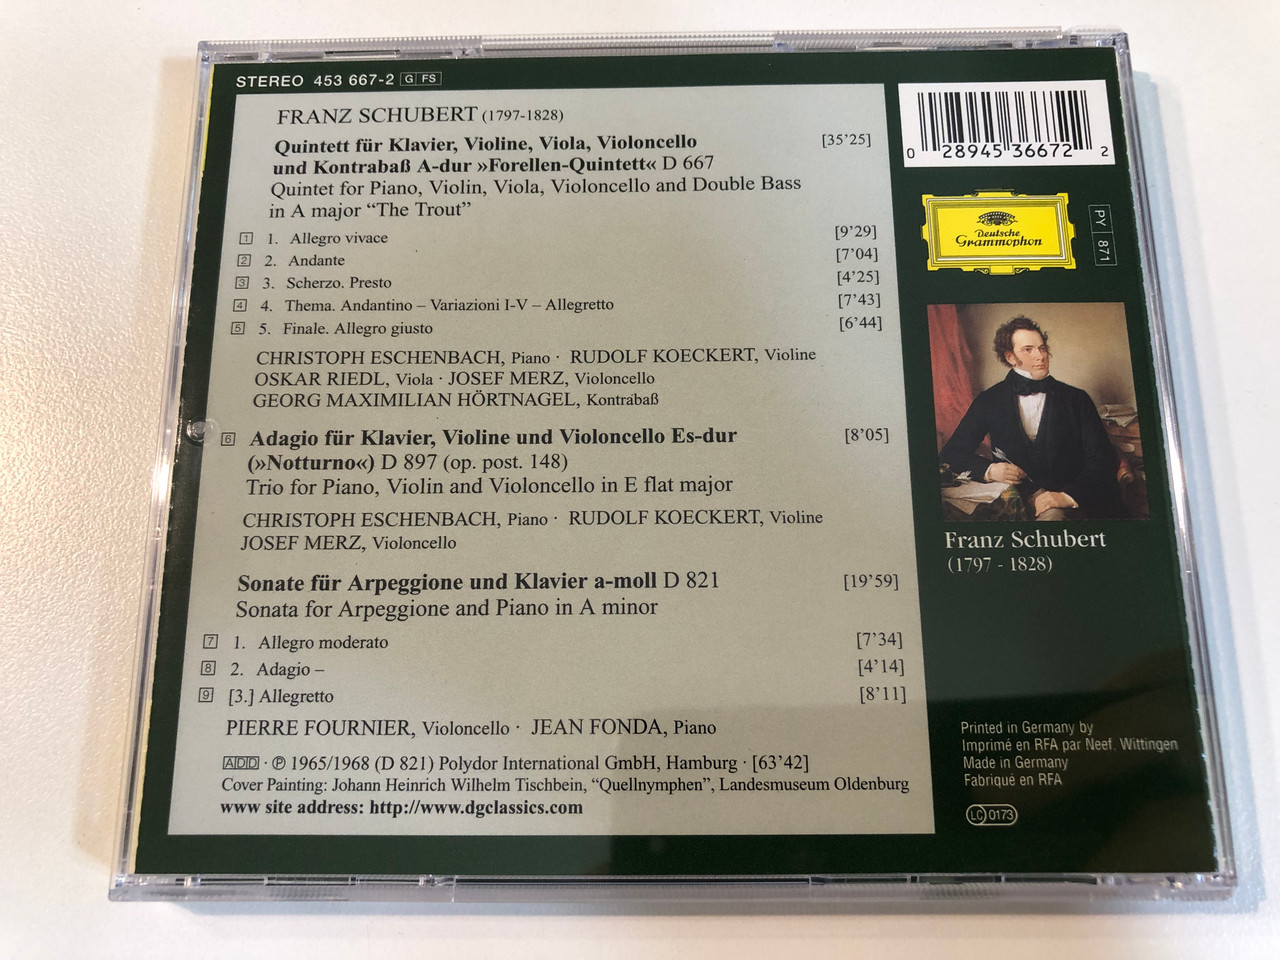 STEREO 453 667-2 G FS
FRANZ SCHUBERT (1797-1828)
Quintett für Klavier, Violine, Viola, Violoncello [35'25]
und Kontrabaß A-dur »Forellen-Quintett« D 667
Quintet for Piano, Violin, Viola, Violoncello and Double Bass
in A major “The Trout”
1 1. Allegro vivace [9'29]
2 2. Andante [7'04]
3 3. Scherzo. Presto [4'25]
4 4. Thema. Andantino – Variazioni I-V – Allegretto [7'43]
5 5. Finale. Allegro giusto [6'44]
CHRISTOPH ESCHENBACH, Piano · RUDOLF KOECKERT, Violine
OSKAR RIEDL, Viola · JOSEF MERZ, Violoncello
GEORG MAXIMILIAN HÖRTNAGEL, Kontrabaß
6 Adagio für Klavier, Violine und Violoncello Es-dur [8'05]
(»Notturno«) D 897 (op. post. 148)
Trio for Piano, Violin and Violoncello in E flat major
CHRISTOPH ESCHENBACH, Piano · RUDOLF KOECKERT, Violine
JOSEF MERZ, Violoncello
Sonate für Arpeggione und Klavier a-moll D 821 [19'59]
Sonata for Arpeggione and Piano in A minor
7 1. Allegro moderato [7'34]
8 2. Adagio – [4'14]
9 [3.] Allegretto [8'11]
PIERRE FOURNIER, Violoncello · JEAN FONDA, Piano
ADD · ℗ 1965/1968 (D 821) Polydor International GmbH, Hamburg · [63'42]
Cover Painting: Johann Heinrich Wilhelm Tischbein, “Quellnymphen”, Landesmuseum Oldenburg
www site address: http://www.dgclassics.com
0 28945 36672 2
Deutsche
Grammophon
PY 871
Franz Schubert
(1797 - 1828)
Printed in Germany by
Imprimé en RFA par Neef. Wittingen
Made in Germany
Fabriqué en RFA
LC 0173